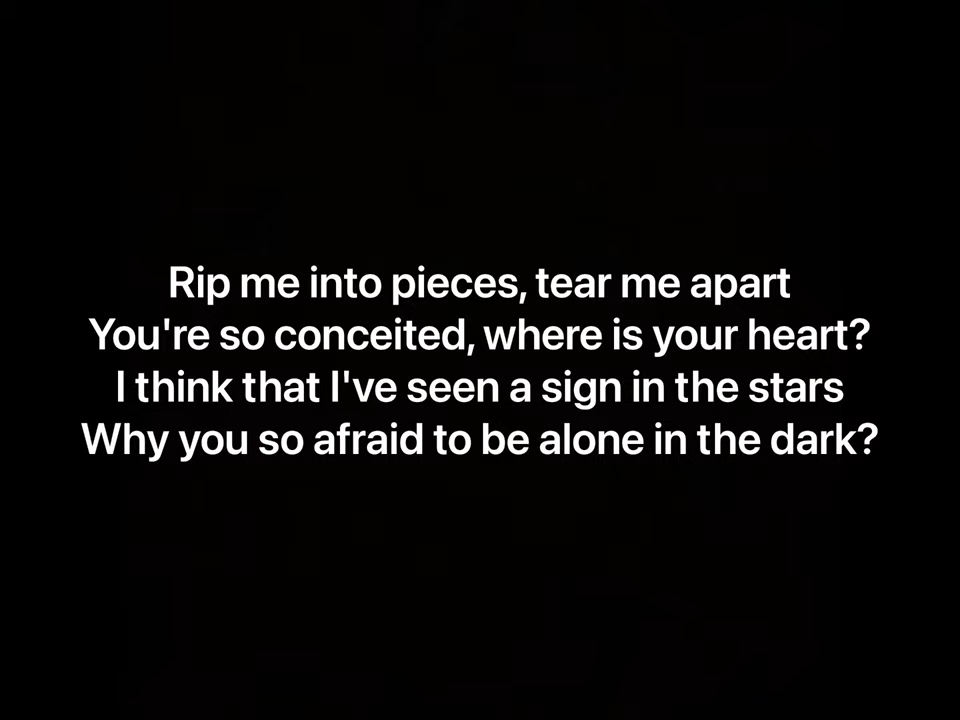 Rip me into pieces, tear me apart
You're so conceited, where is your heart?
I think that I've seen a sign in the stars
Why you so afraid to be alone in the dark?